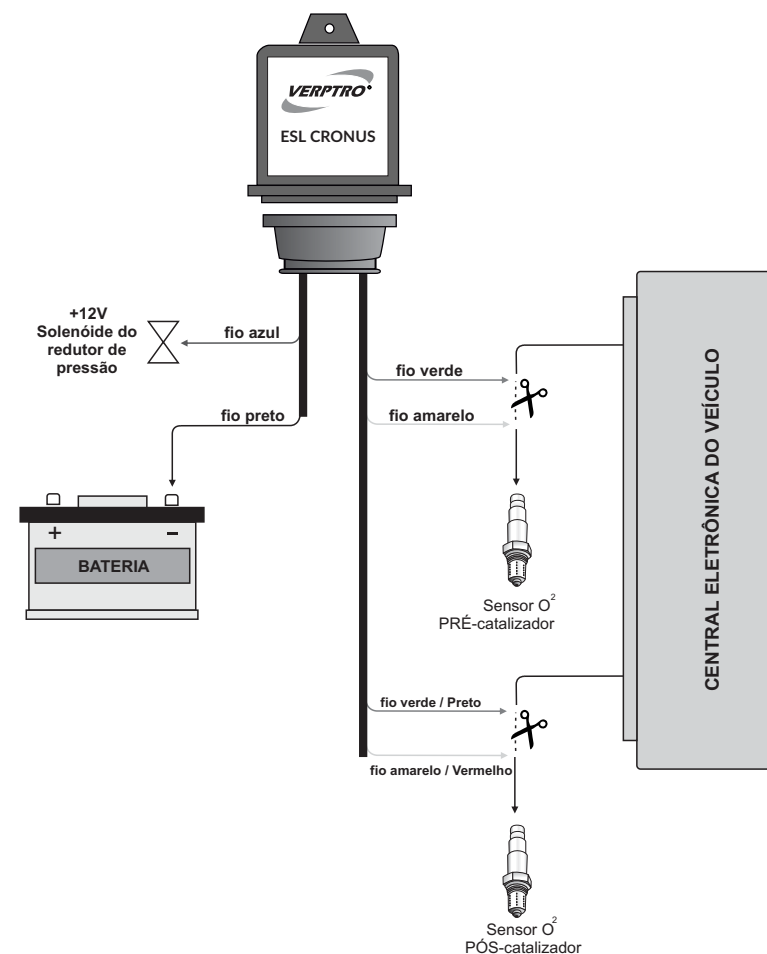 VERPTRO
ESL CRONUS
+12V
Solenóide do
redutor de
pressão
fio azul
fio preto
fio verde
fio amarelo
+ -
BATERIA
Sensor O2
PRÉ-catalizador
CENTRAL ELETRÔNICA DO VEÍCULO
fio verde / Preto
fio amarelo / Vermelho
Sensor O2
PÓS-catalizador